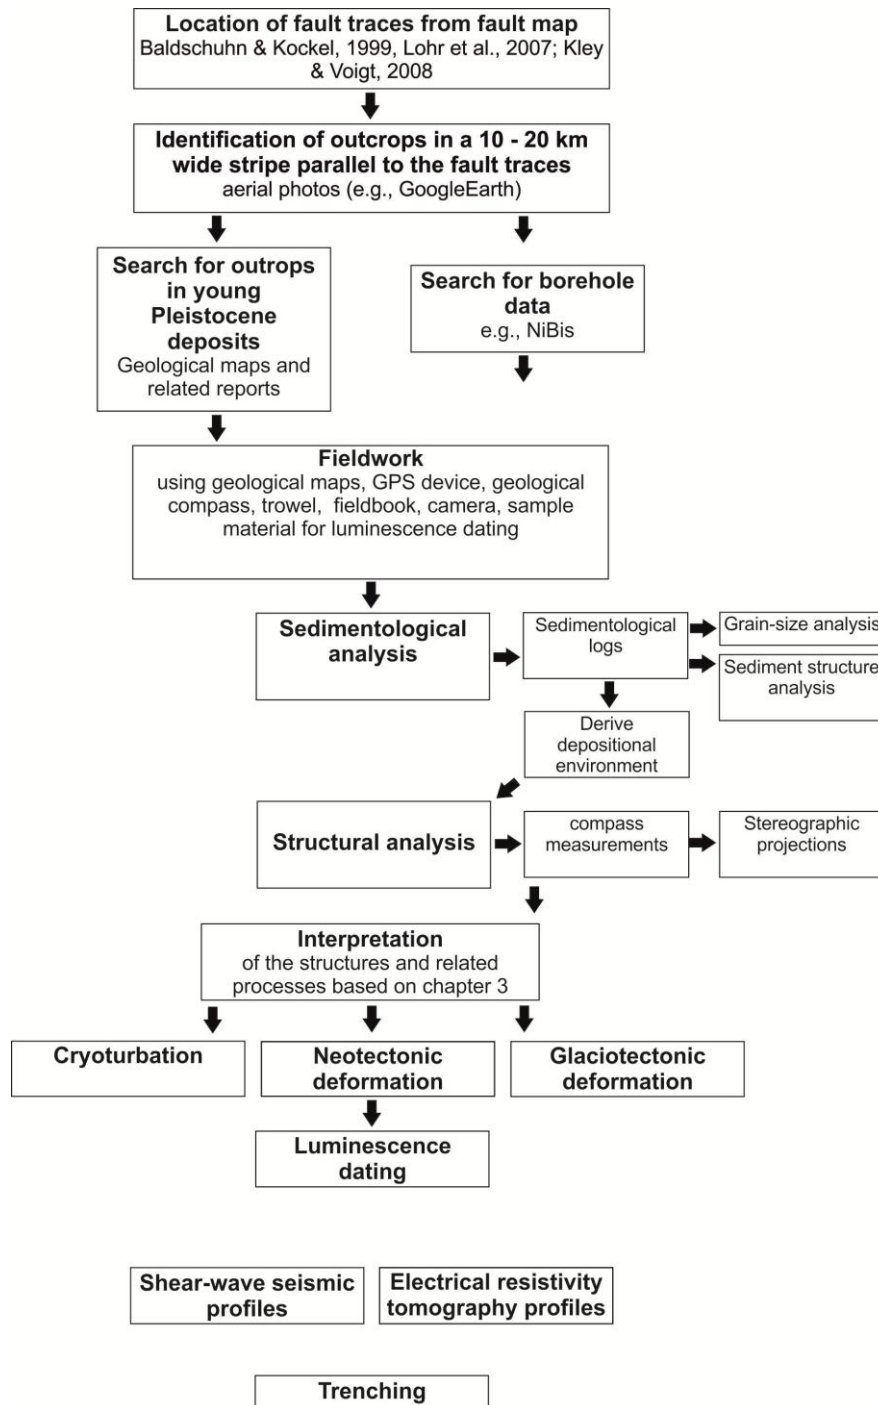 Location of fault traces from fault map
Baldschuhn & Kockel, 1999, Lohr et al., 2007; Kley
& Voigt, 2008
Identification of outcrops in a 10 - 20 km
wide stripe parallel to the fault traces
aerial photos (e.g., GoogleEarth)
Search for outrops
in young
Pleistocene
deposits
Geological maps and
related reports
Search for borehole
data
e.g., NiBis
Fieldwork
using geological maps, GPS device, geological
compass, trowel, fieldbook, camera, sample
material for luminescence dating
Sedimentological
analysis
Sedimentological
logs
Grain-size analysis
Sediment structure
analysis
Derive
depositional
environment
Structural analysis
compass
measurements
Stereographic
projections
Interpretation
of the structures and related
processes based on chapter 3
Cryoturbation
Neotectonic
deformation
Glaciotectonic
deformation
Luminescence
dating
Shear-wave seismic
profiles
Electrical resistivity
tomography profiles
Trenching